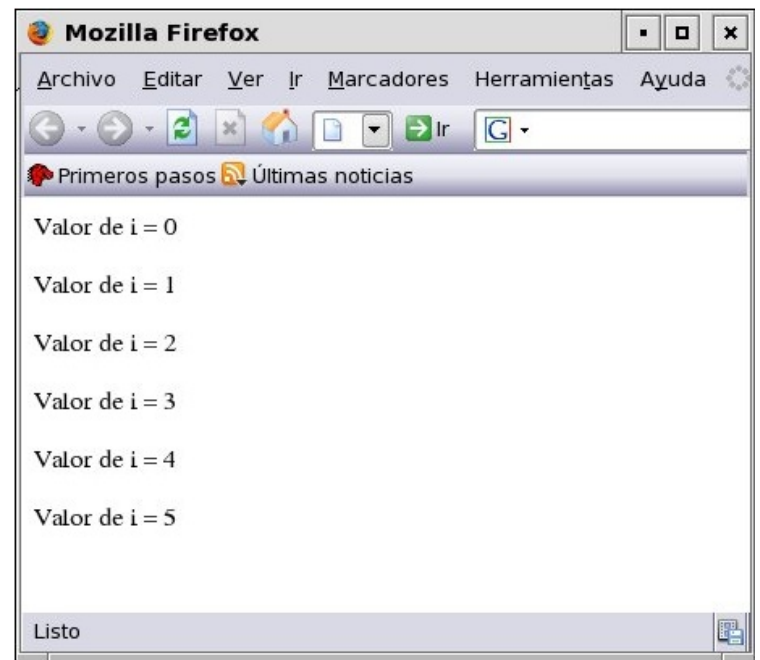 Mozilla Firefox
Archivo Editar Ver Ir Marcadores Herramientas Ayuda
Ir G
Primeros pasos Últimas noticias
Valor de i = 0
Valor de i = 1
Valor de i = 2
Valor de i = 3
Valor de i = 4
Valor de i = 5
Listo